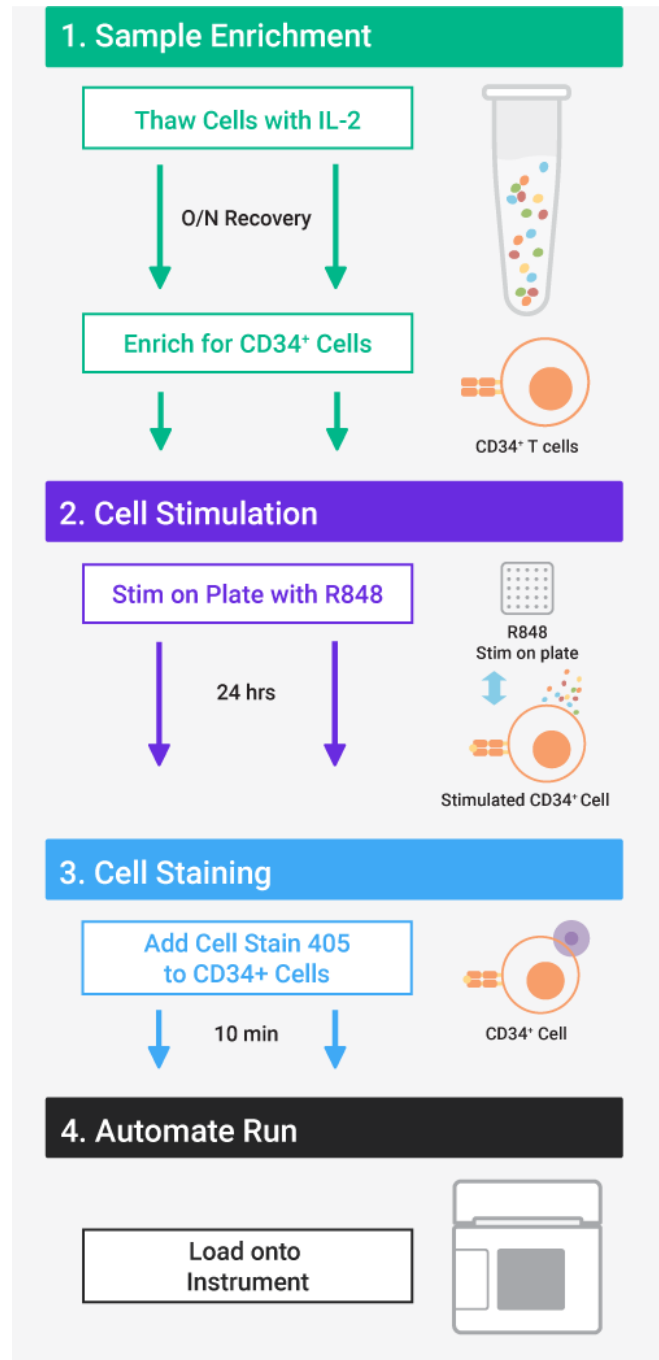 1. Sample Enrichment
Thaw Cells with IL-2
O/N Recovery
Enrich for CD34⁺ Cells
CD34⁺ T cells
2. Cell Stimulation
Stim on Plate with R848
R848
Stim on plate
24 hrs
Stimulated CD34⁺ Cell
3. Cell Staining
Add Cell Stain 405
to CD34+ Cells
10 min
CD34⁺ Cell
4. Automate Run
Load onto
Instrument